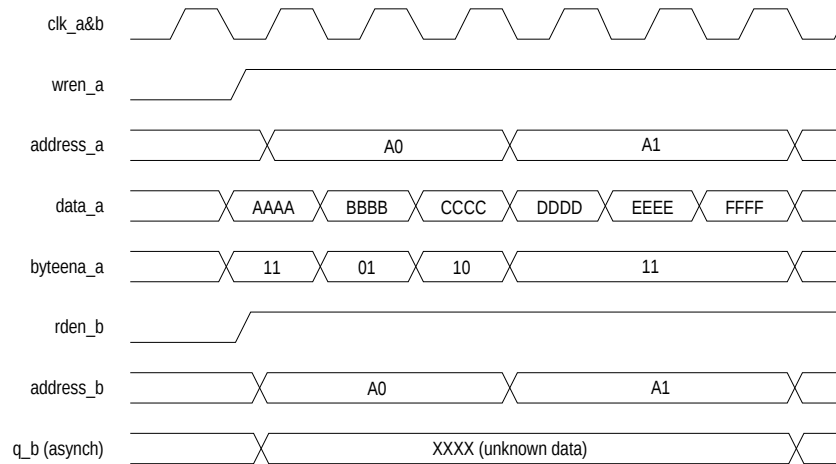 clk_a&b
wren_a
address_a A0 A1
data_a AAAA BBBB CCCC DDDD EEEE FFFF
byteena_a 11 01 10 11
rden_b
address_b A0 A1
q_b (asynch) XXXX (unknown data)